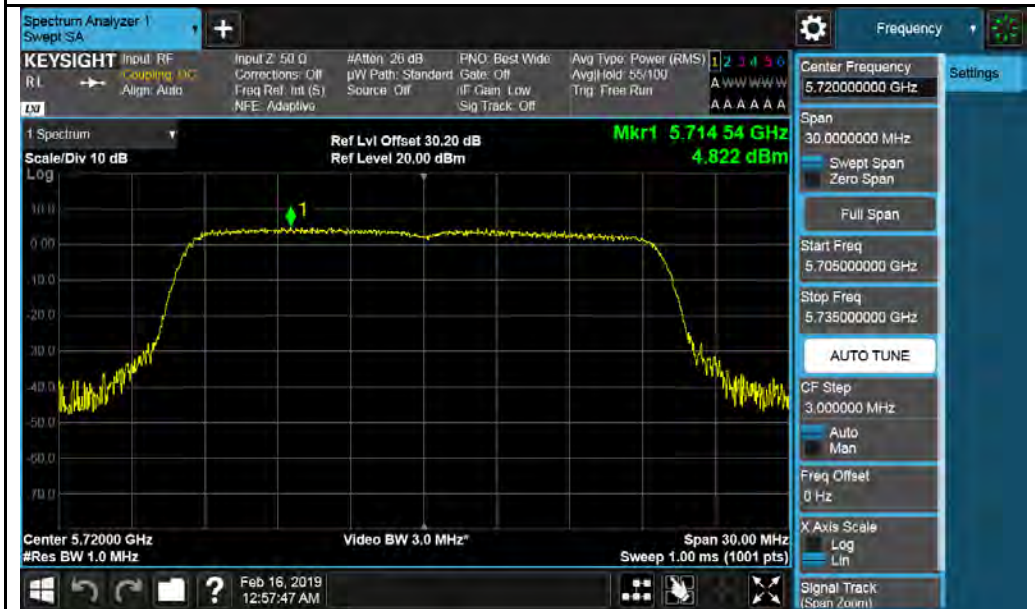 Spectrum Analyzer 1
Swept SA
+
Frequency
KEYSIGHT
RL
LXI
Input: RF
Coupling: DC
Align: Auto
Input Z: 50 Ω
Corrections: Off
Freq Ref: Int (S)
NFE: Adaptive
#Atten: 26 dB
µW Path: Standard
Source: Off
PNO: Best Wide
Gate: Off
IF Gain: Low
Sig Track: Off
Avg Type: Power (RMS)
Avg|Hold: 55/100
Trig: Free Run
1 2 3 4 5 6
A W W W W W
A A A A A A
Center Frequency
5.720000000 GHz
Settings
Span
30.0000000 MHz
Swept Span
Zero Span
Full Span
Start Freq
5.705000000 GHz
Stop Freq
5.735000000 GHz
AUTO TUNE
CF Step
3.000000 MHz
Auto
Man
Freq Offset
0 Hz
X Axis Scale
Log
Lin
Signal Track
(Span Zoom)
1 Spectrum
Scale/Div 10 dB
Log
Ref Lvl Offset 30.20 dB
Ref Level 20.00 dBm
Mkr1 5.714 54 GHz
4.822 dBm
1
10.0
0.00
-10.0
-20.0
-30.0
-40.0
-50.0
-60.0
-70.0
Center 5.72000 GHz
#Res BW 1.0 MHz
Video BW 3.0 MHz*
Span 30.00 MHz
Sweep 1.00 ms (1001 pts)
?
Feb 16, 2019
12:57:47 AM